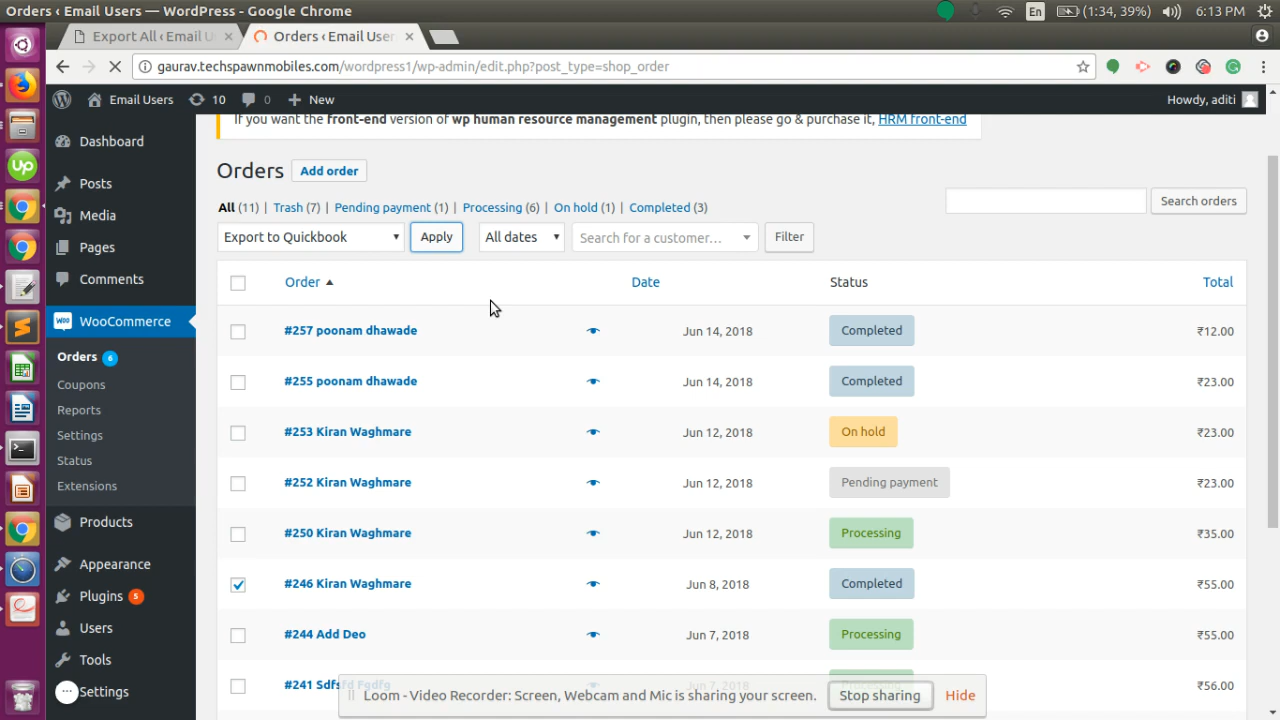 Orders ‹ Email Users — WordPress - Google Chrome
En
(1:34, 39%)
6:13 PM
Export All ‹ Email U
Orders ‹ Email User
gaurav.techspawnmobiles.com/wordpress1/wp-admin/edit.php?post_type=shop_order
Email Users
10
0
New
Howdy, aditi
If you want the front-end version of wp human resource management plugin, then please go & purchase it, HRM front-end
Dashboard
Posts
Media
Pages
Comments
WooCommerce
Orders 6
Coupons
Reports
Settings
Status
Extensions
Products
Appearance
Plugins 5
Users
Tools
Settings
Orders
Add order
All (11) | Trash (7) | Pending payment (1) | Processing (6) | On hold (1) | Completed (3)
Search orders
Export to Quickbook
Apply
All dates
Search for a customer…
Filter
Order Date Status Total
#257 poonam dhawade Jun 14, 2018 Completed ₹12.00
#255 poonam dhawade Jun 14, 2018 Completed ₹23.00
#253 Kiran Waghmare Jun 12, 2018 On hold ₹23.00
#252 Kiran Waghmare Jun 12, 2018 Pending payment ₹23.00
#250 Kiran Waghmare Jun 12, 2018 Processing ₹35.00
#246 Kiran Waghmare Jun 8, 2018 Completed ₹55.00
#244 Add Deo Jun 7, 2018 Processing ₹55.00
#241 Sdfsfd Fgdfg Jun 7, 2018 Processing ₹56.00
Loom - Video Recorder: Screen, Webcam and Mic is sharing your screen.
Stop sharing
Hide